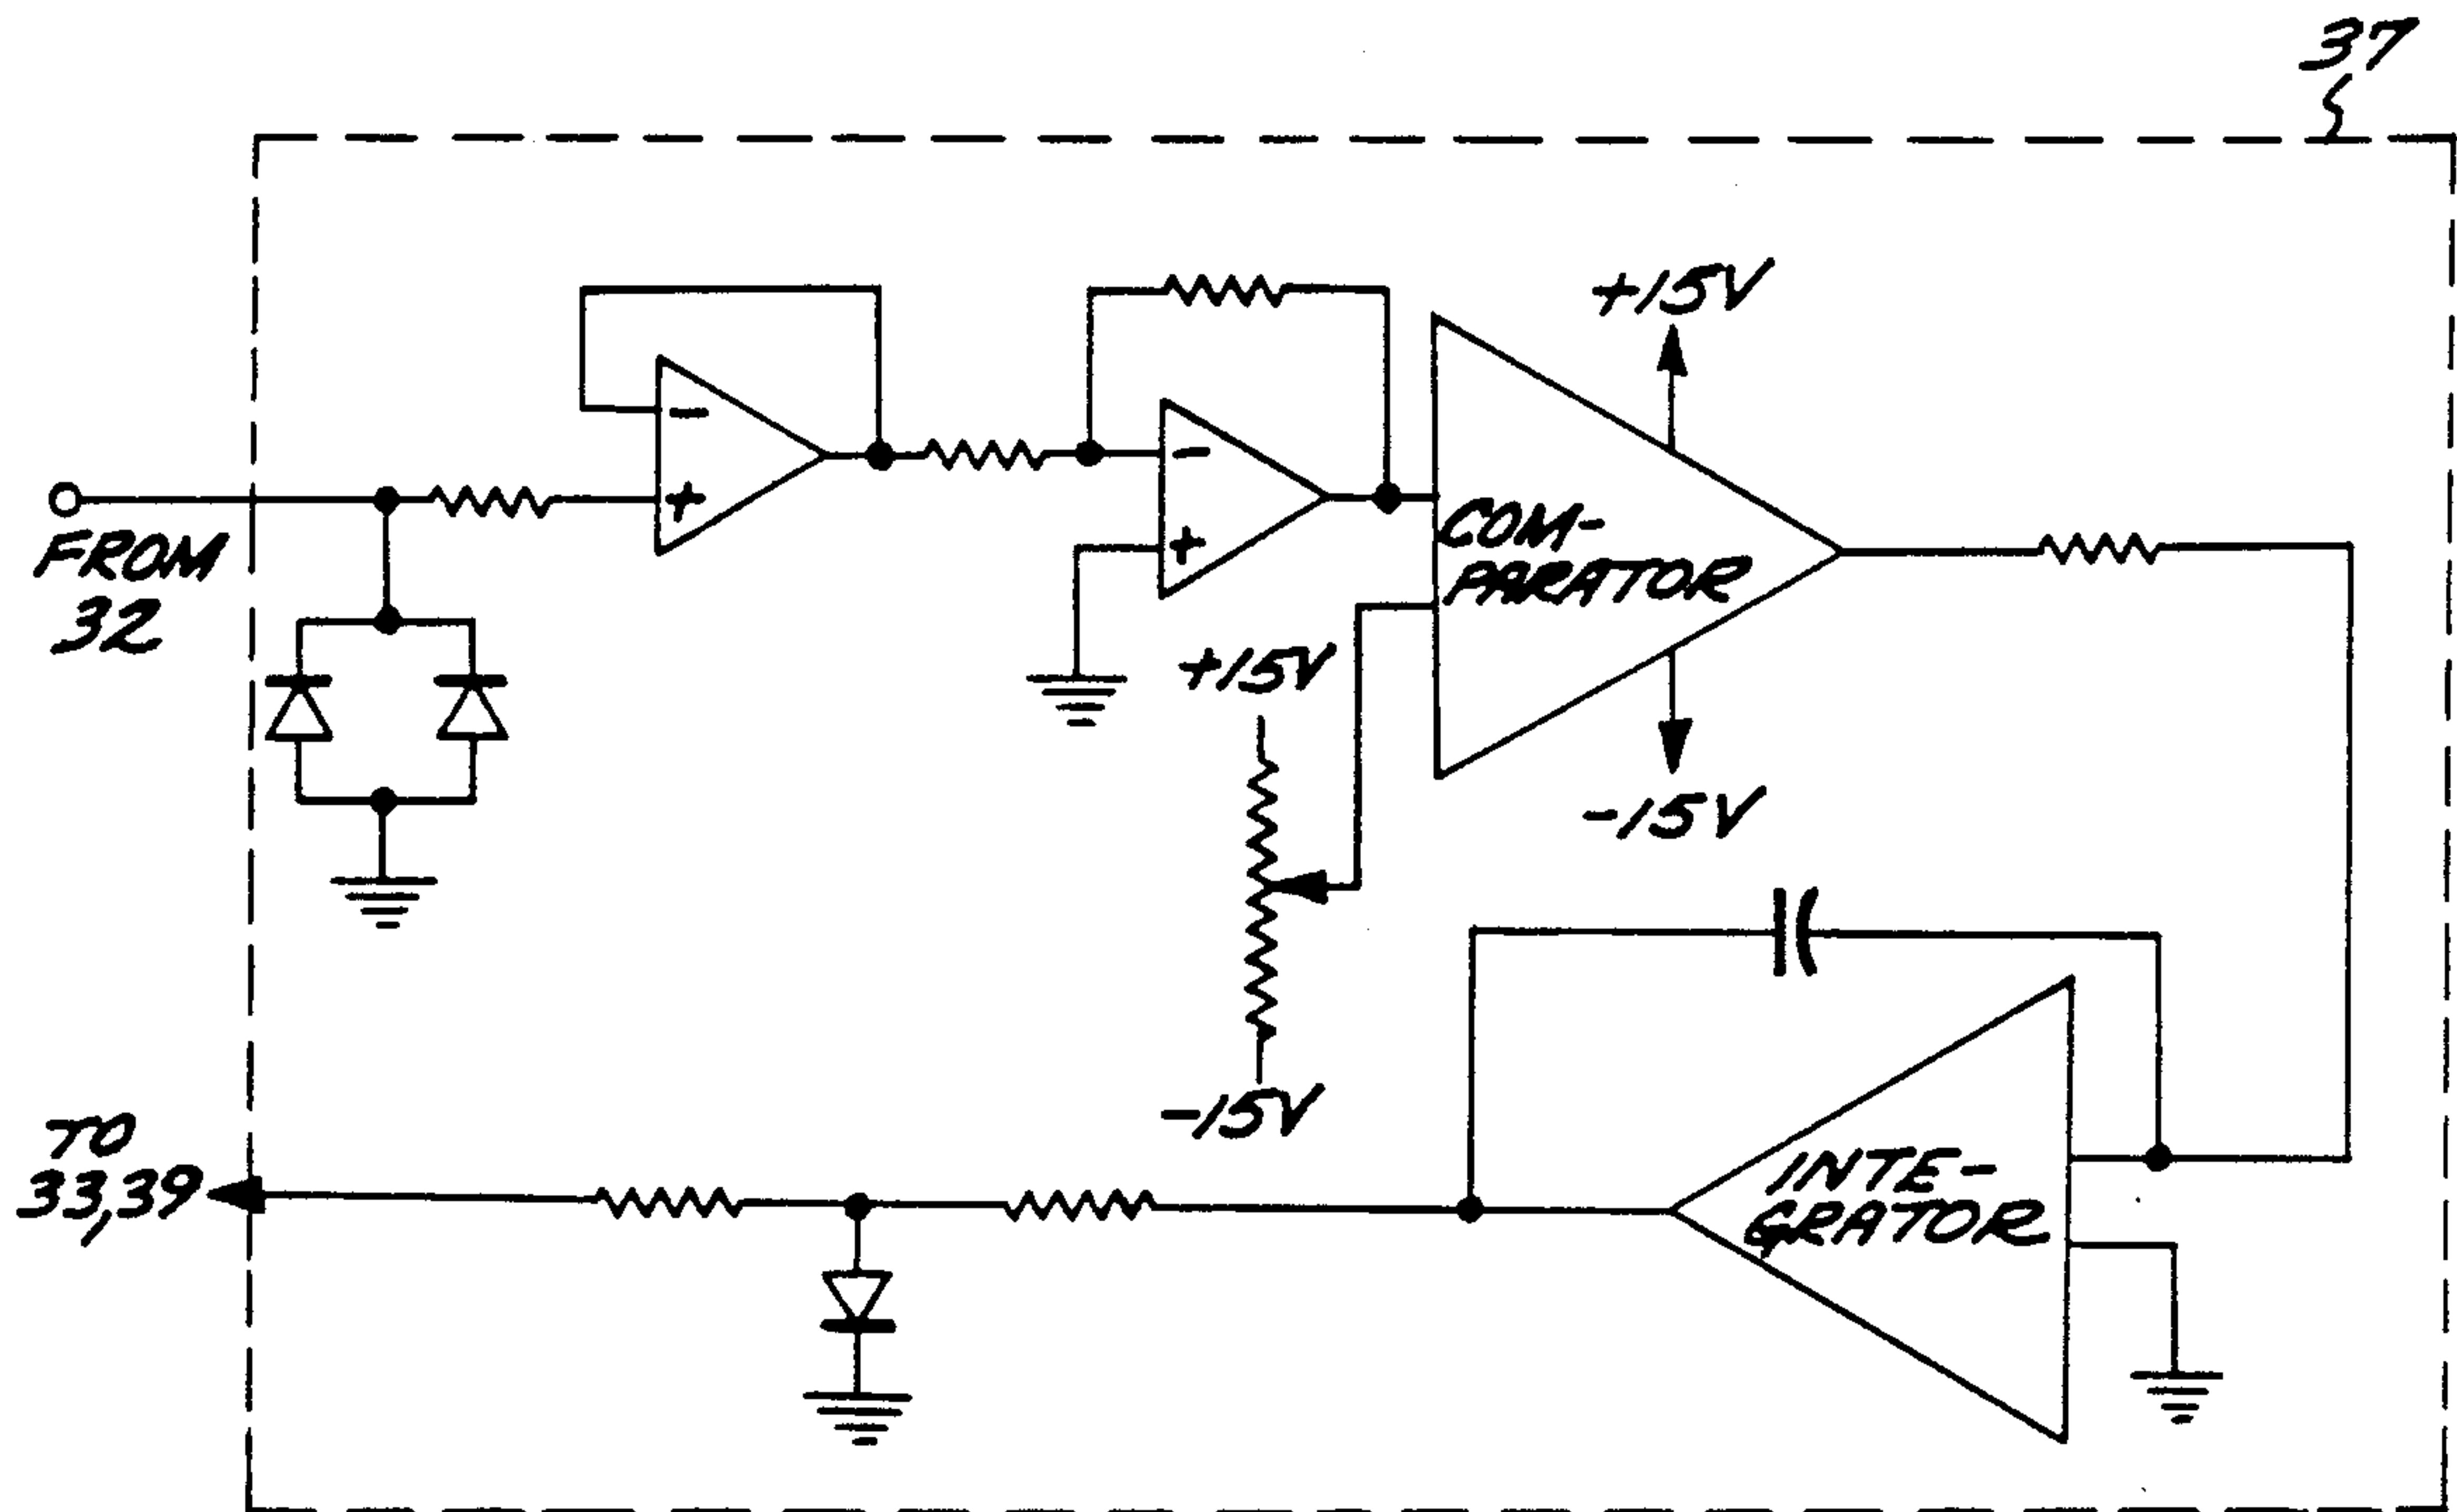 37
+15V
-
-
+
FROM
32
+
COM-
PARATOR
+15V
-15V
-15V
TO
33,39
INTE-
GRATOR